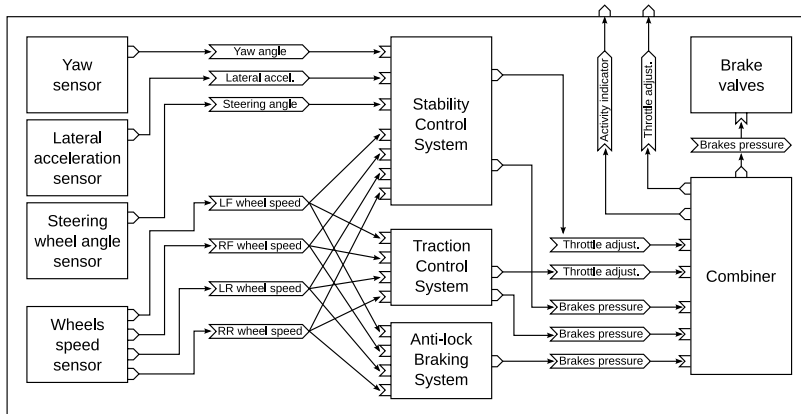 Yaw
sensor
Lateral
acceleration
sensor
Steering
wheel angle
sensor
Wheels
speed
sensor
Yaw angle
Lateral accel.
Steering angle
LF wheel speed
RF wheel speed
LR wheel speed
RR wheel speed
Stability
Control
System
Traction
Control
System
Anti-lock
Braking
System
Throttle adjust.
Throttle adjust.
Brakes pressure
Brakes pressure
Brakes pressure
Activity indicator
Throttle adjust.
Brake
valves
Brakes pressure
Combiner